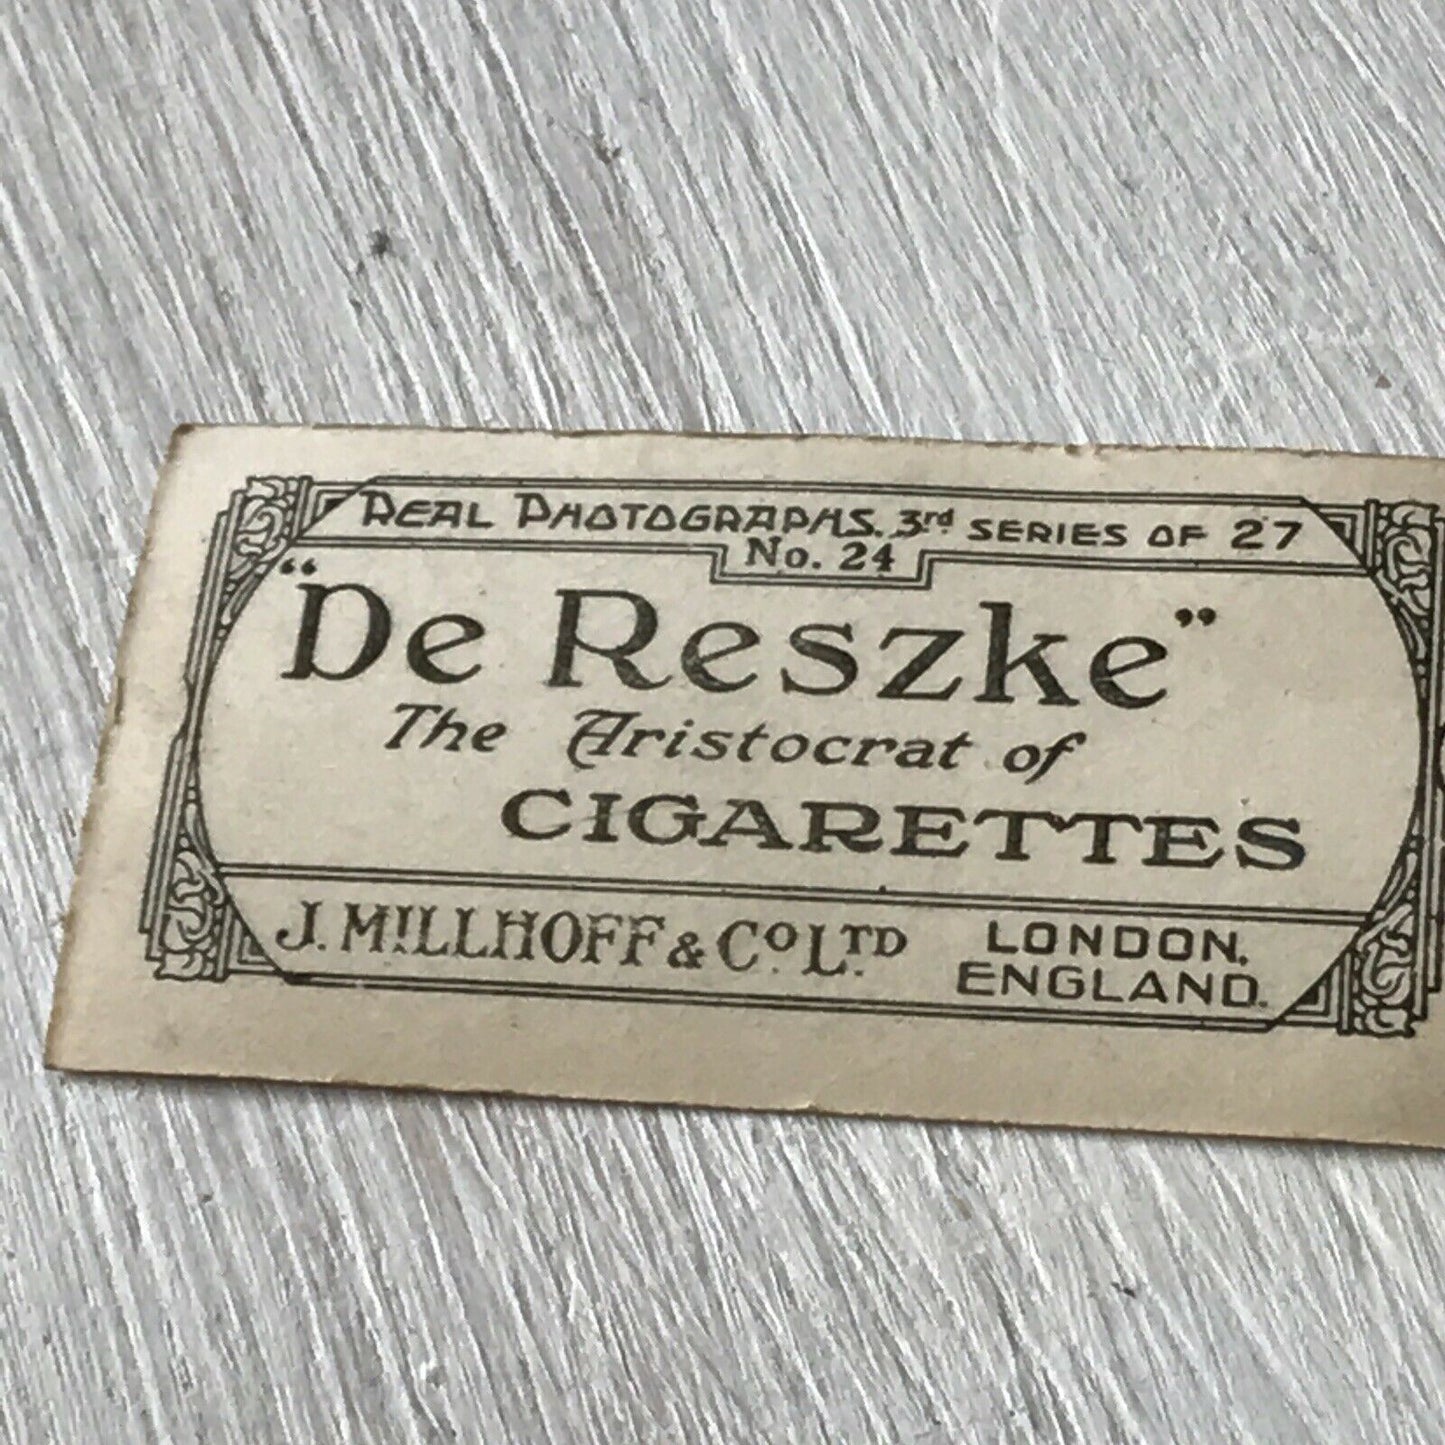 REAL PHOTOGRAPHS. 3rd SERIES OF 27
No. 24
“De Reszke”
The Aristocrat of
CIGARETTES
J. MILLHOFF & Co. LTD
LONDON,
ENGLAND.